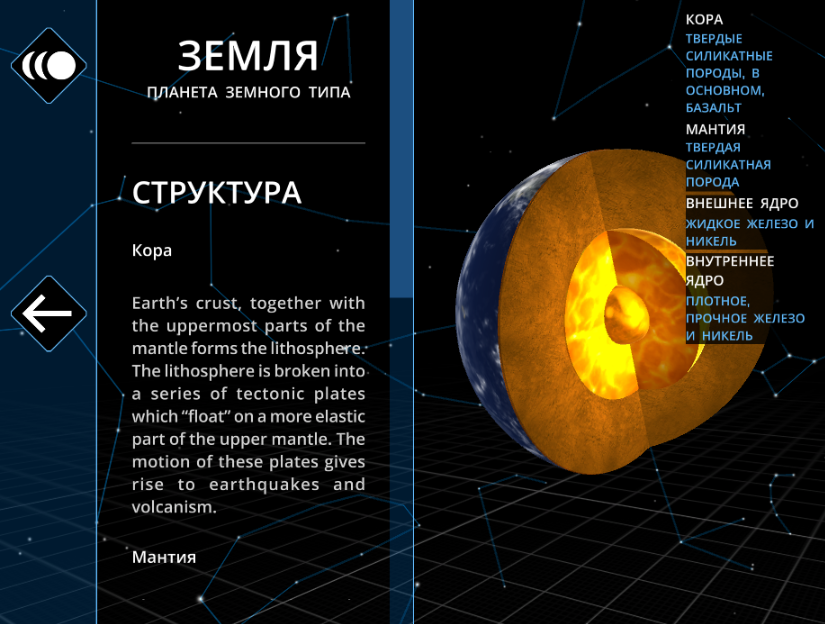 ЗЕМЛЯ
ПЛАНЕТА ЗЕМНОГО ТИПА
СТРУКТУРА
Кора
Earth’s crust, together with
the uppermost parts of the
mantle forms the lithosphere.
The lithosphere is broken into
a series of tectonic plates
which “float” on a more elastic
part of the upper mantle. The
motion of these plates gives
rise to earthquakes and
volcanism.
Мантия
КОРА
ТВЕРДЫЕ
СИЛИКАТНЫЕ
ПОРОДЫ, В
ОСНОВНОМ,
БАЗАЛЬТ
МАНТИЯ
ТВЕРДАЯ
СИЛИКАТНАЯ
ПОРОДА
ВНЕШНЕЕ ЯДРО
ЖИДКОЕ ЖЕЛЕЗО И
НИКЕЛЬ
ВНУТРЕННЕЕ
ЯДРО
ПЛОТНОЕ,
ПРОЧНОЕ ЖЕЛЕЗО
И НИКЕЛЬ